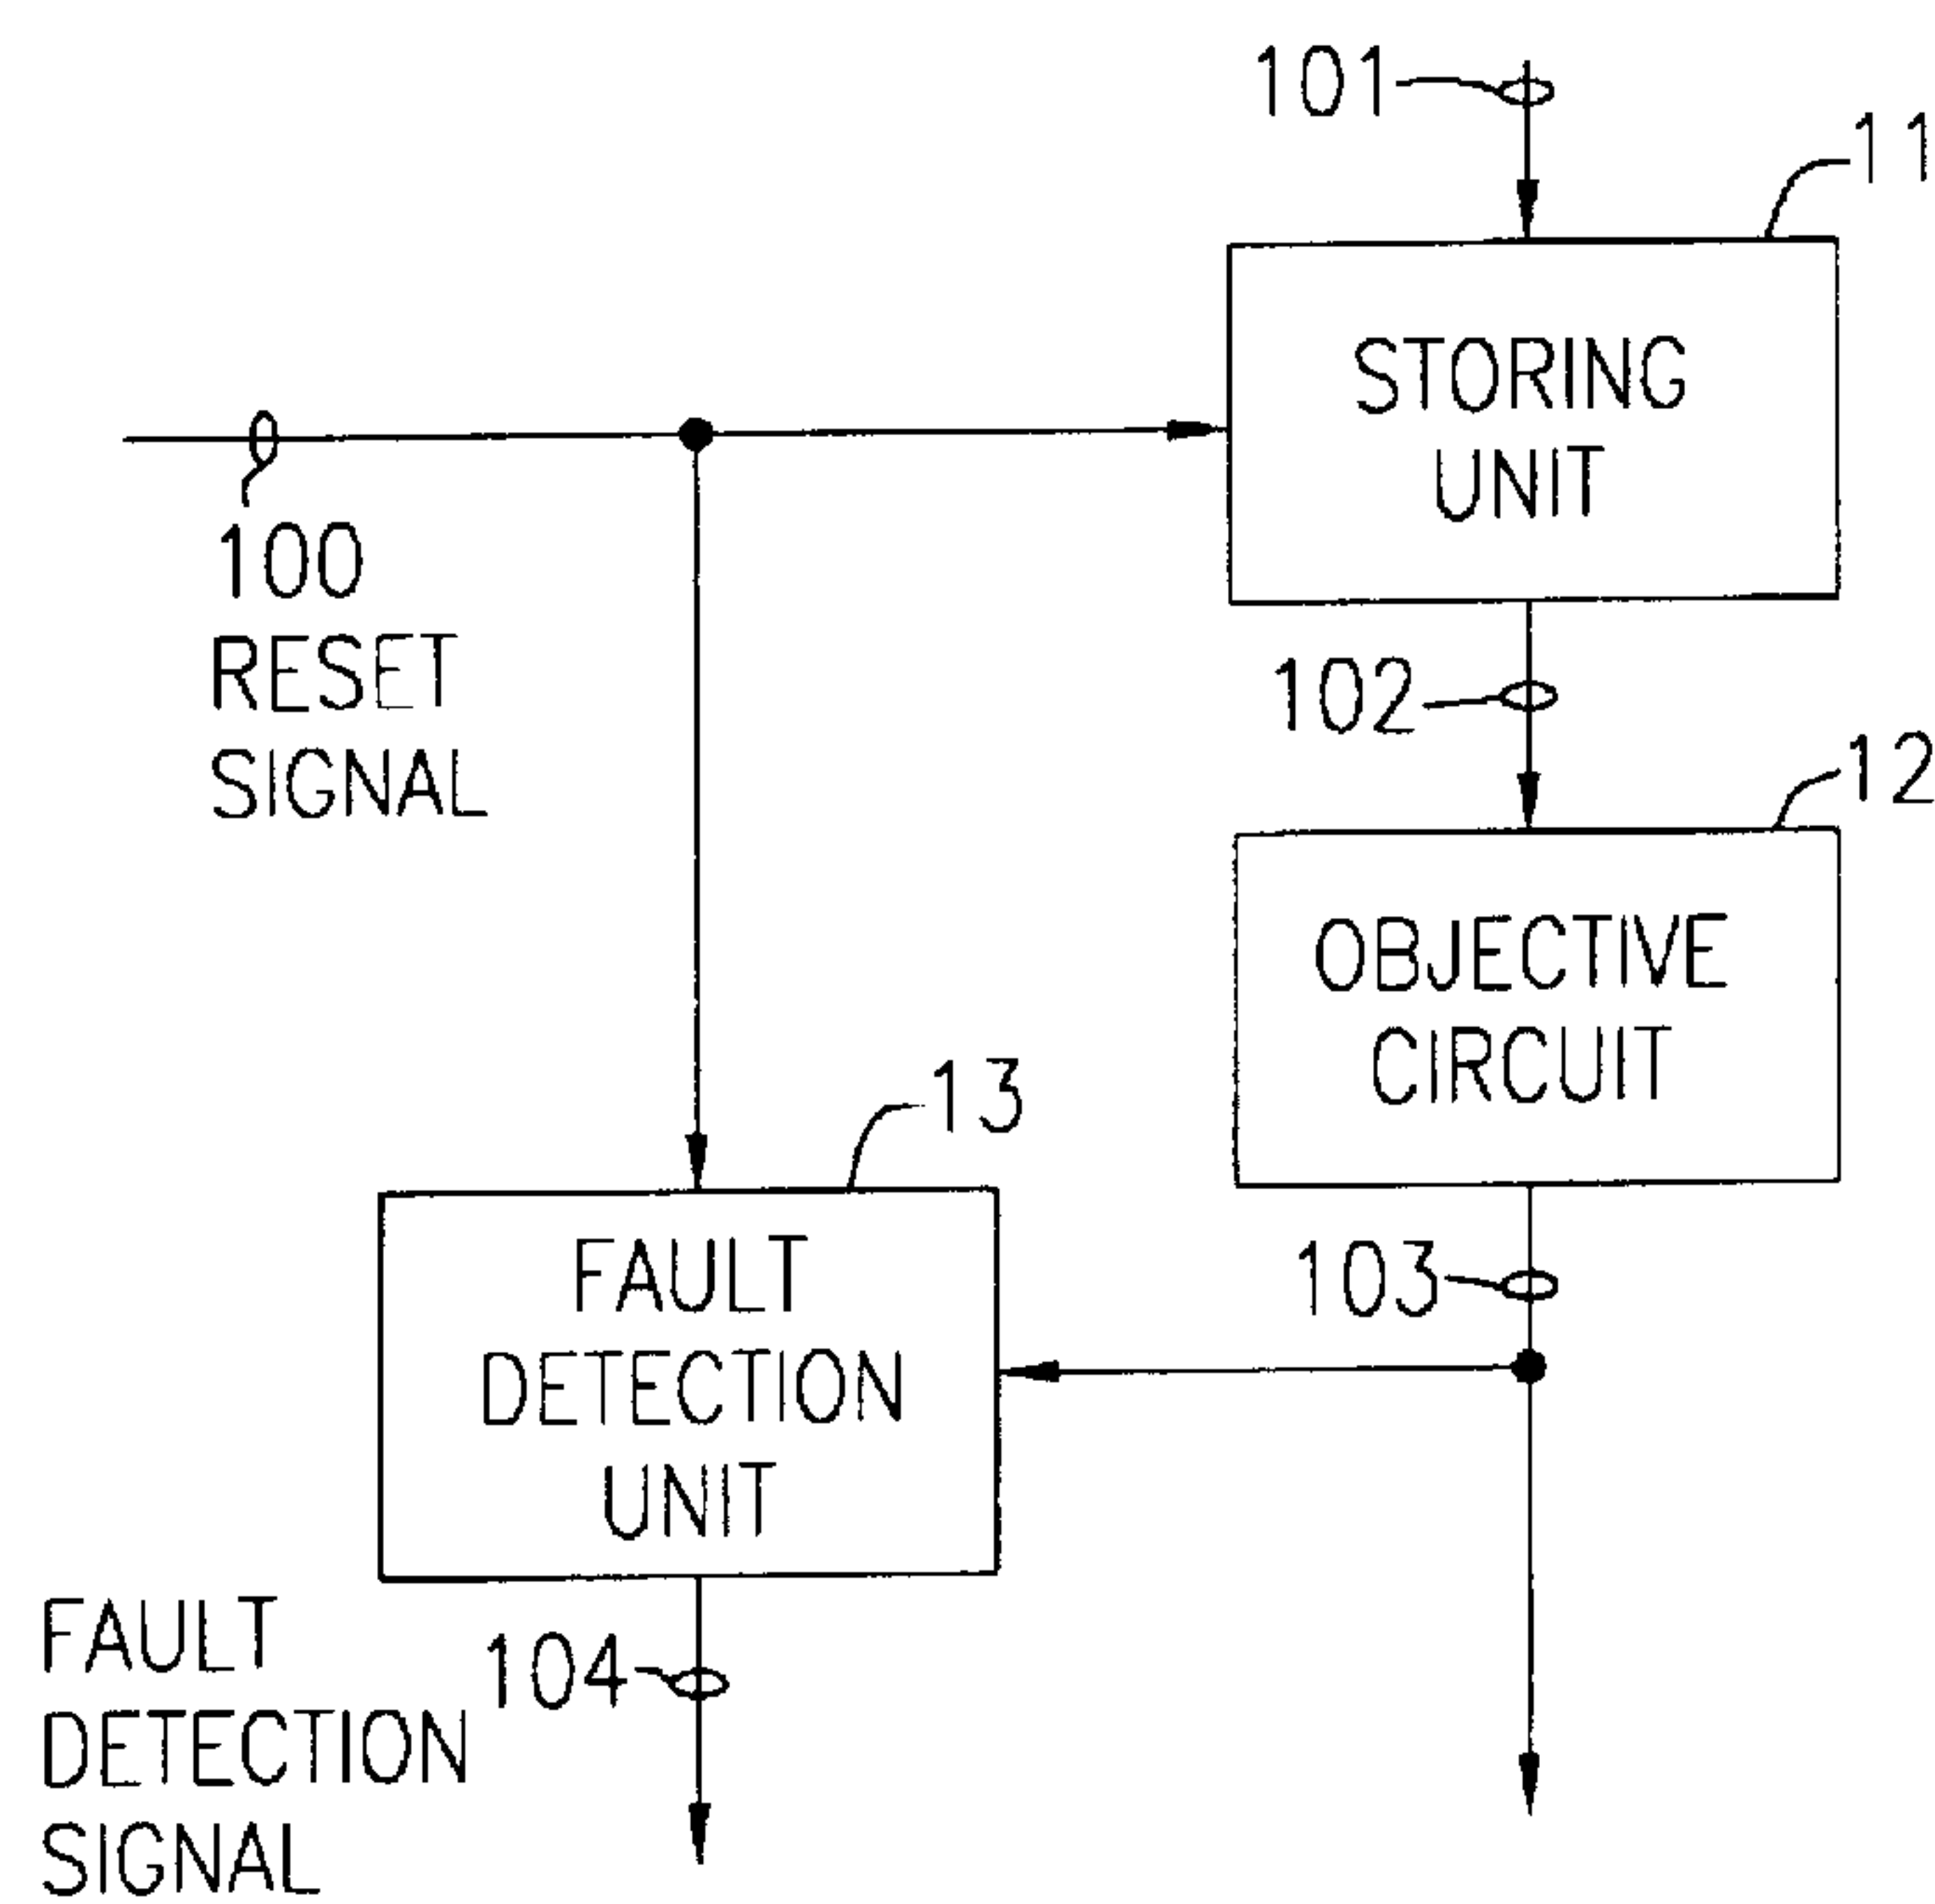 101
11
STORING
UNIT
100
RESET
SIGNAL
102
12
OBJECTIVE
CIRCUIT
13
FAULT
DETECTION
UNIT
103
104
FAULT
DETECTION
SIGNAL